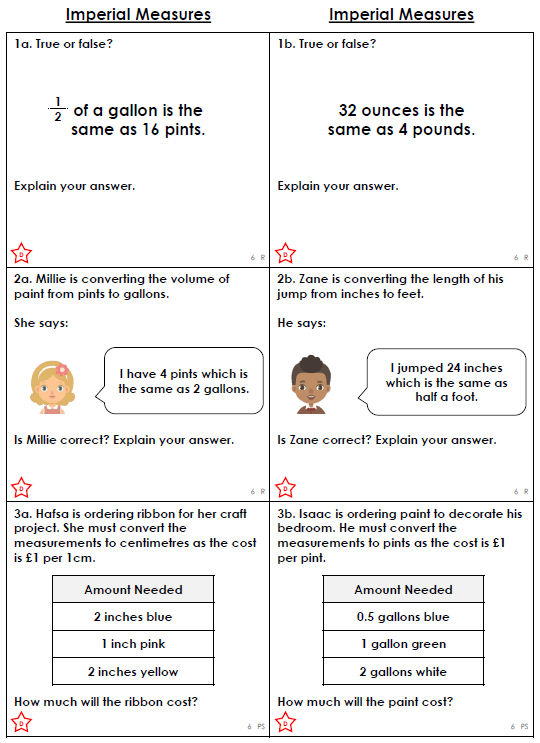 Imperial Measures
Imperial Measures
1a. True or false?
1/2 of a gallon is the
same as 16 pints.
Explain your answer.
D
6 R
1b. True or false?
32 ounces is the
same as 4 pounds.
Explain your answer.
D
6 R
2a. Millie is converting the volume of
paint from pints to gallons.
She says:
I have 4 pints which is
the same as 2 gallons.
Is Millie correct? Explain your answer.
D
6 R
2b. Zane is converting the length of his
jump from inches to feet.
He says:
I jumped 24 inches
which is the same as
half a foot.
Is Zane correct? Explain your answer.
D
6 R
3a. Hafsa is ordering ribbon for her craft
project. She must convert the
measurements to centimetres as the cost
is £1 per 1cm.
Amount Needed
2 inches blue
1 inch pink
2 inches yellow
How much will the ribbon cost?
D
6 PS
3b. Isaac is ordering paint to decorate his
bedroom. He must convert the
measurements to pints as the cost is £1
per pint.
Amount Needed
0.5 gallons blue
1 gallon green
2 gallons white
How much will the paint cost?
D
6 PS